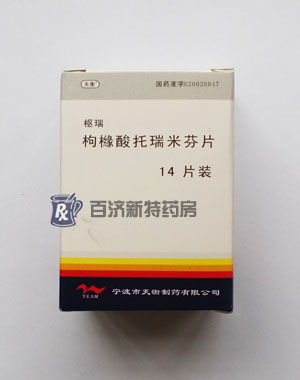 天衡
国药准字H20020047
枢瑞
枸橼酸托瑞米芬片
14 片装
百济新特药房
TEAM
宁波市天衡制药有限公司